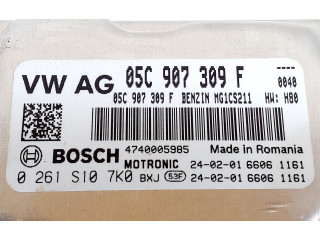 VW AG 05C 907 309 F
05C 907 309 F BENZIN MG1CS211 HW: H80
----
0040
BOSCH 4740005985 Made in Romania
MOTRONIC 24-02-01 6606 1161
0 261 S10 7K0 BXJ 53F 24-02-01 6606 1161